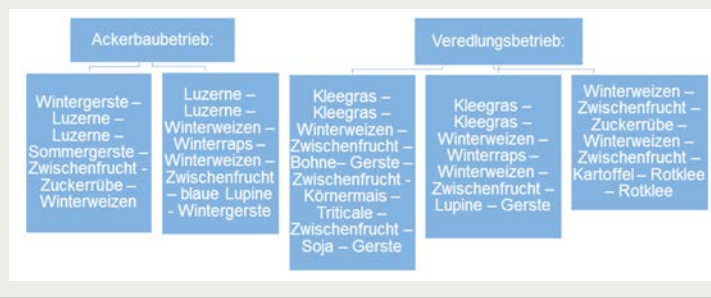 Ackerbaubetrieb:
Wintergerste –
Luzerne –
Luzerne –
Sommergerste –
Zwischenfrucht -
Zuckerrübe –
Winterweizen
Luzerne –
Luzerne –
Winterweizen –
Winterraps –
Winterweizen –
Zwischenfrucht
– blaue Lupine
- Wintergerste
Veredlungsbetrieb:
Kleegras –
Kleegras –
Winterweizen –
Zwischenfrucht –
Bohne– Gerste –
Zwischenfrucht -
Körnermais –
Triticale –
Zwischenfrucht –
Soja – Gerste
Kleegras –
Kleegras –
Winterweizen –
Winterraps –
Winterweizen –
Zwischenfrucht –
Lupine – Gerste
Winterweizen –
Zwischenfrucht –
Zuckerrübe –
Winterweizen –
Zwischenfrucht –
Kartoffel – Rotklee
– Rotklee